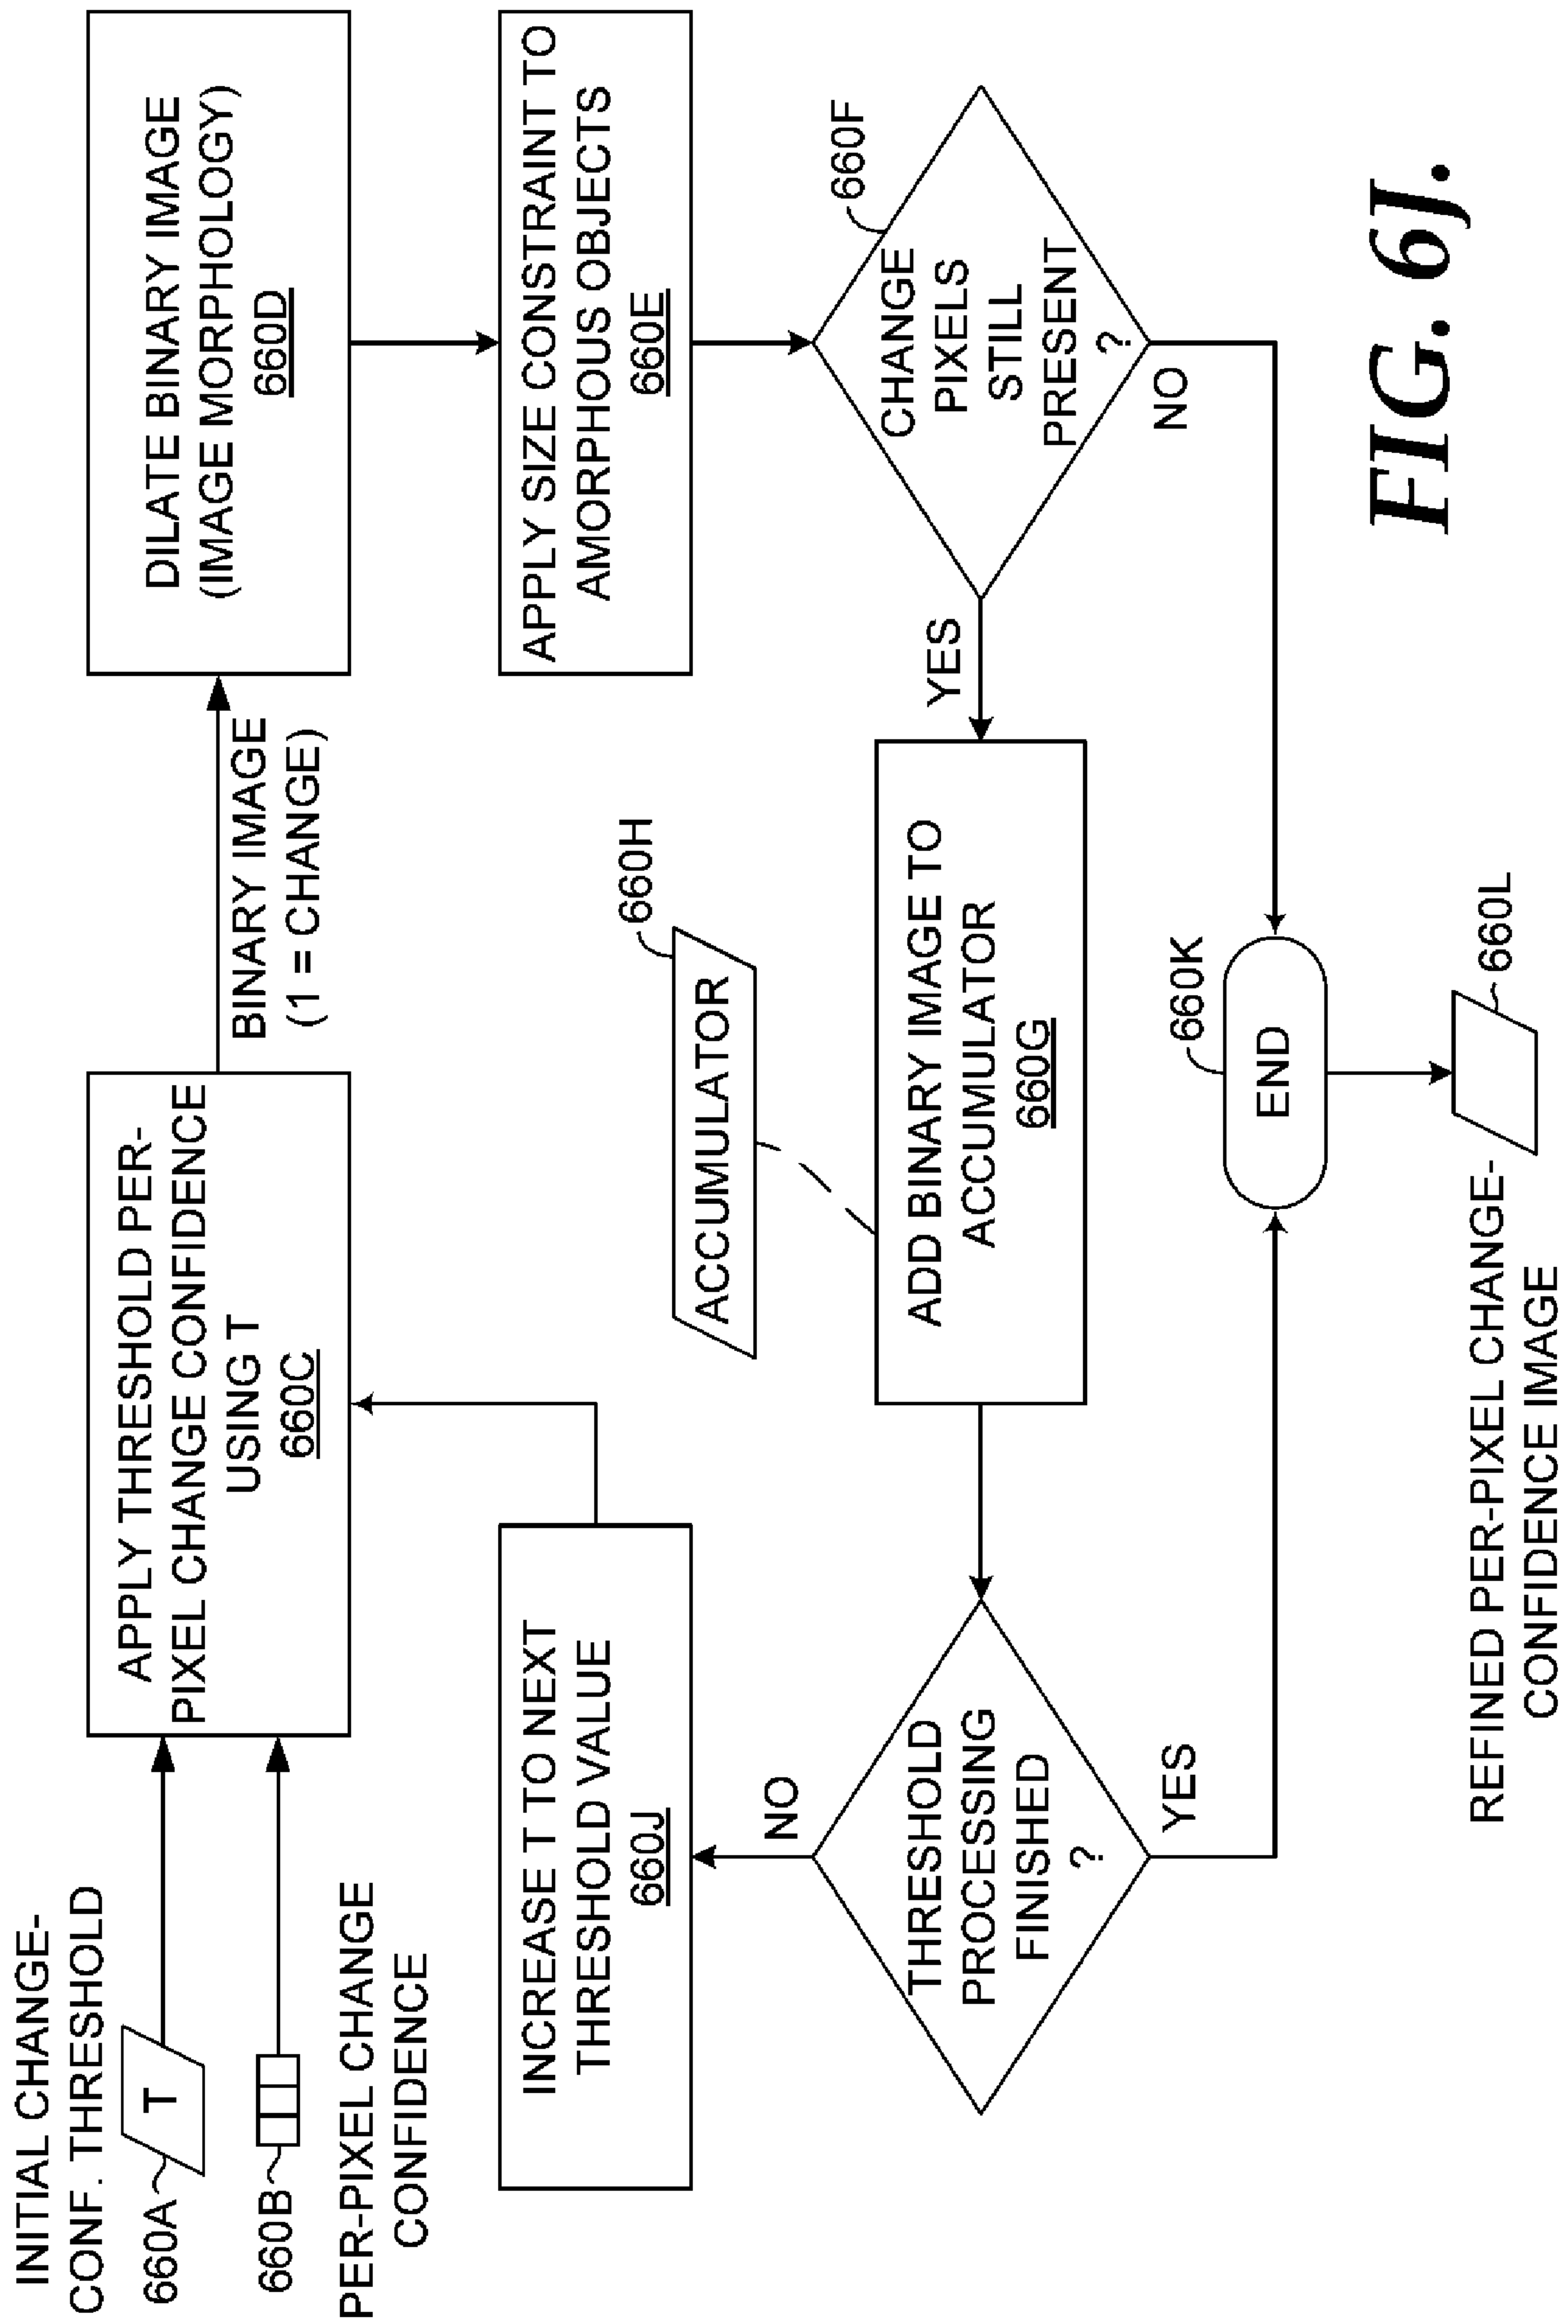 INITIAL CHANGE-
CONF. THRESHOLD
T
660A
660B
PER-PIXEL CHANGE
CONFIDENCE
APPLY THRESHOLD PER-
PIXEL CHANGE CONFIDENCE
USING T
660C
BINARY IMAGE
(1 = CHANGE)
DILATE BINARY IMAGE
(IMAGE MORPHOLOGY)
660D
APPLY SIZE CONSTRAINT TO
AMORPHOUS OBJECTS
660E
660F
CHANGE
PIXELS
STILL
PRESENT
?
YES
NO
660H
ACCUMULATOR
ADD BINARY IMAGE TO
ACCUMULATOR
660G
THRESHOLD
PROCESSING
FINISHED
?
NO
YES
INCREASE T TO NEXT
THRESHOLD VALUE
660J
660K
END
660L
REFINED PER-PIXEL CHANGE-
CONFIDENCE IMAGE
FIG. 6J.